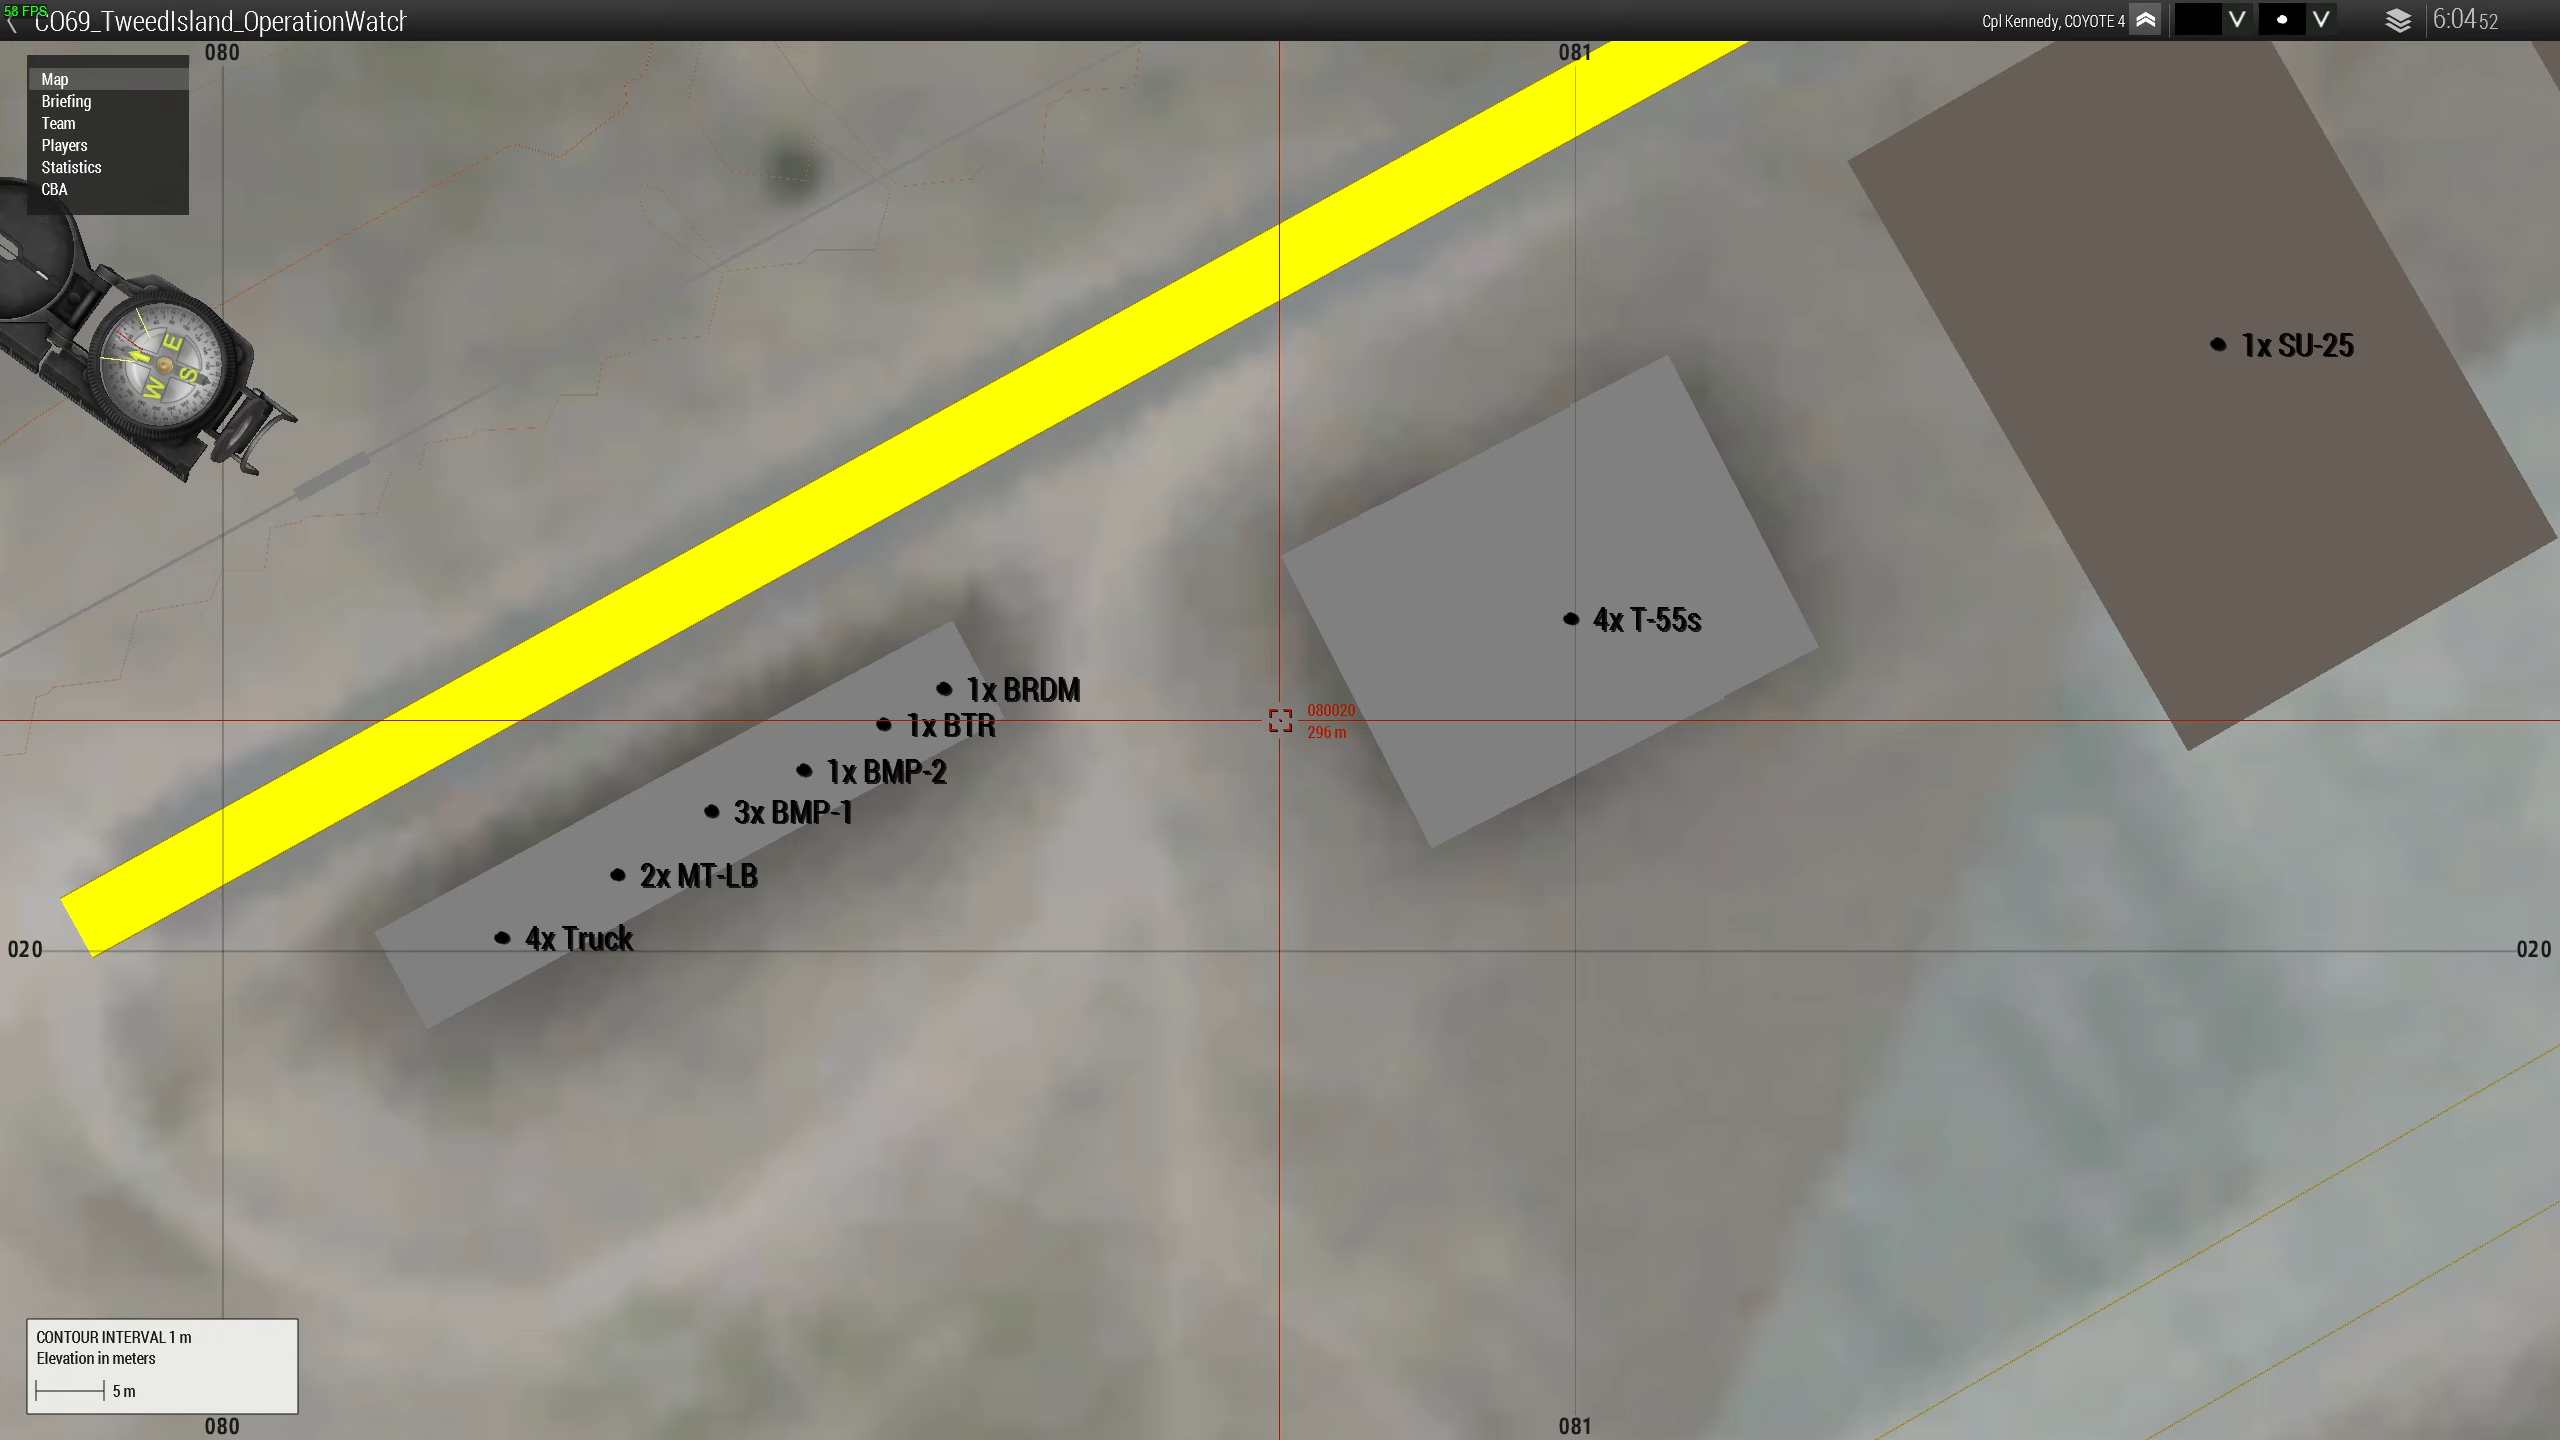 58 FPS
CO69_TweedIsland_OperationWatch
Cpl Kennedy, COYOTE 4
6:04 52
080
081
Map
Briefing
Team
Players
Statistics
CBA
E
S
W
1x SU-25
4x T-55s
1x BRDM
080020
1x BTR
296 m
1x BMP-2
3x BMP-1
2x MT-LB
4x Truck
020
020
CONTOUR INTERVAL 1 m
Elevation in meters
5 m
080
081